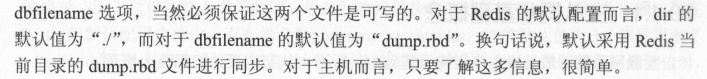 dbfilename 选项，当然必须保证这两个文件是可写的。对于 Redis 的默认配置而言，dir 的
默认值为“./”，而对于 dbfilename 的默认值为“dump.rbd”。换句话说，默认采用 Redis 当
前目录的 dump.rbd 文件进行同步。对于主机而言，只要了解这多信息，很简单。